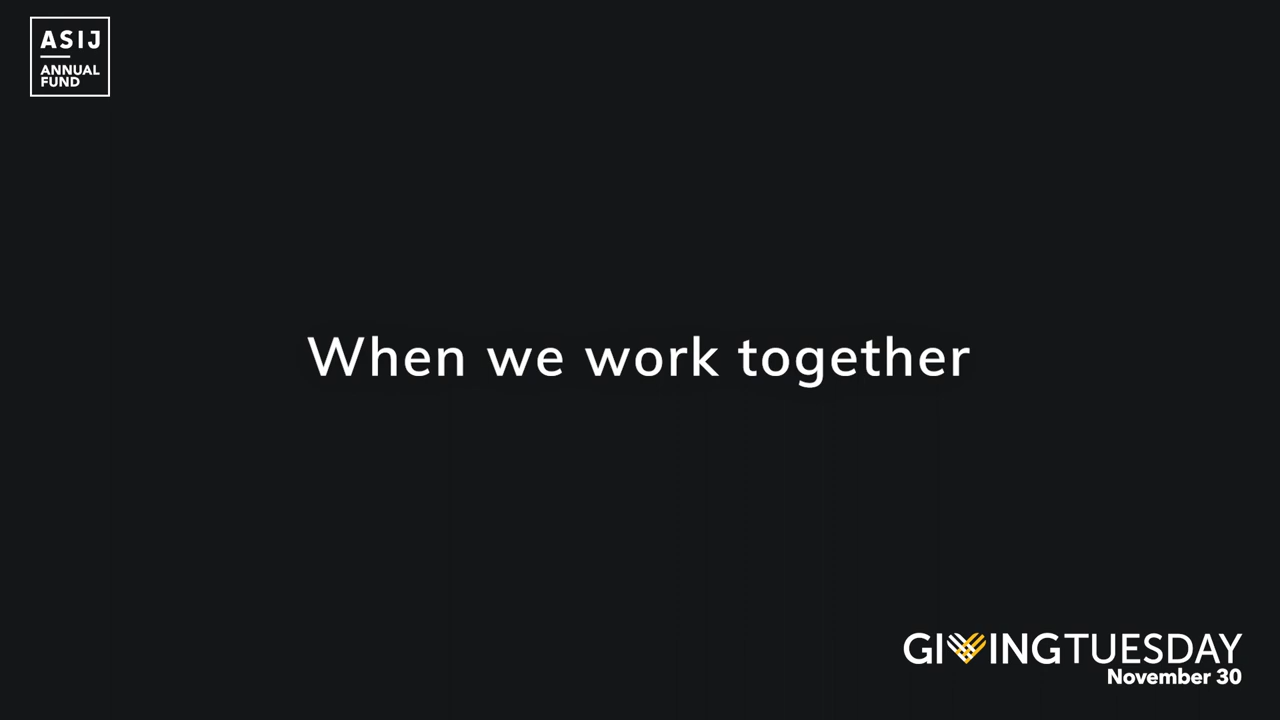 ASIJ
ANNUAL
FUND
When we work together
GIVINGTUESDAY
November 30